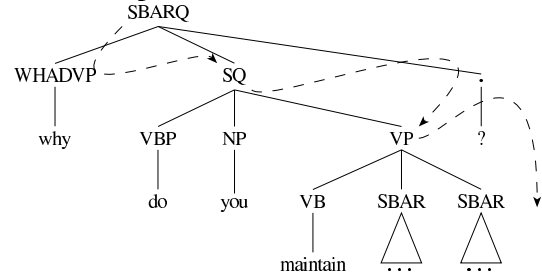 SBARQ
WHADVP SQ .
why VBP NP VP ?
do you VB SBAR SBAR
maintain ... ...